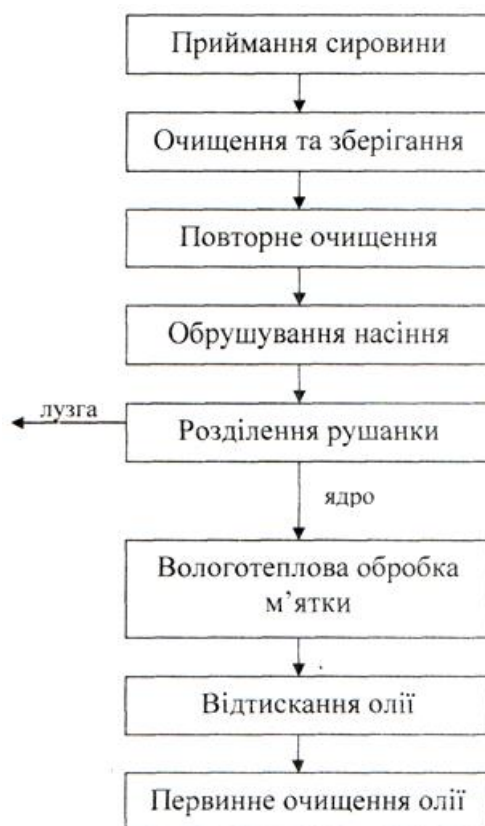 Приймання сировини
Очищення та зберігання
Повторне очищення
Обрушування насіння
лузга
Розділення рушанки
ядро
Вологотеплова обробка
м’ятки
Відтискання олії
Первинне очищення олії